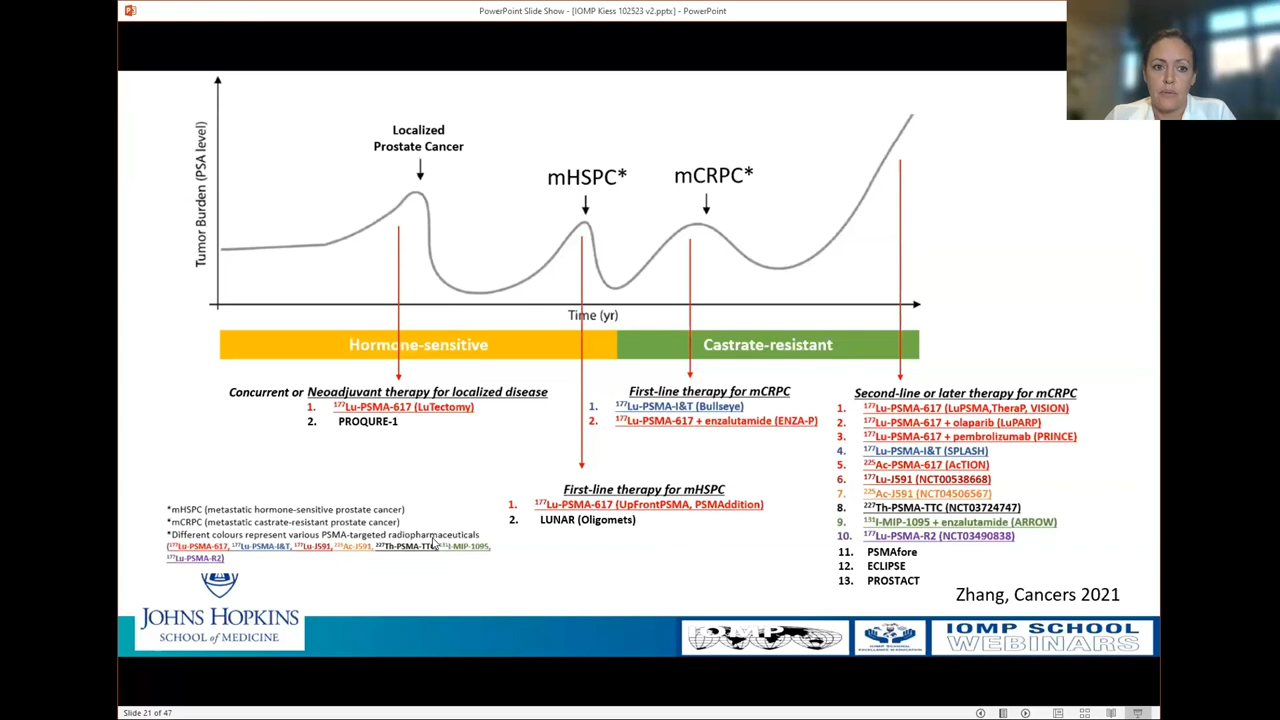 PowerPoint Slide Show - [IOMP Kiess 102523 v2.pptx] - PowerPoint
Tumor Burden (PSA level)
Localized
Prostate Cancer
mHSPC*
mCRPC*
Time (yr)
Hormone-sensitive
Castrate-resistant
Concurrent or Neoadjuvant therapy for localized disease
1. ¹⁷⁷Lu-PSMA-617 (LuTectomy)
2. PROQURE-1
First-line therapy for mCRPC
1. ¹⁷⁷Lu-PSMA-I&T (Bullseye)
2. ¹⁷⁷Lu-PSMA-617 + enzalutamide (ENZA-P)
Second-line or later therapy for mCRPC
1. ¹⁷⁷Lu-PSMA-617 (LuPSMA,TheraP, VISION)
2. ¹⁷⁷Lu-PSMA-617 + olaparib (LuPARP)
3. ¹⁷⁷Lu-PSMA-617 + pembrolizumab (PRINCE)
4. ¹⁷⁷Lu-PSMA-I&T (SPLASH)
5. ²²⁵Ac-PSMA-617 (AcTION)
6. ¹⁷⁷Lu-J591 (NCT00538668)
7. ²²⁵Ac-J591 (NCT04506567)
8. ²²⁷Th-PSMA-TTC (NCT03724747)
9. ¹³¹I-MIP-1095 + enzalutamide (ARROW)
10. ¹⁷⁷Lu-PSMA-R2 (NCT03490838)
11. PSMAfore
12. ECLIPSE
13. PROSTACT
First-line therapy for mHSPC
1. ¹⁷⁷Lu-PSMA-617 (UpFrontPSMA, PSMAddition)
2. LUNAR (Oligomets)
*mHSPC (metastatic hormone-sensitive prostate cancer)
*mCRPC (metastatic castrate-resistant prostate cancer)
*Different colours represent various PSMA-targeted radiopharmaceuticals
(¹⁷⁷Lu-PSMA-617, ¹⁷⁷Lu-PSMA-I&T, ¹⁷⁷Lu-J591, ²²⁵Ac-J591, ²²⁷Th-PSMA-TTC, ¹³¹I-MIP-1095,
¹⁷⁷Lu-PSMA-R2)
Zhang, Cancers 2021
JOHNS HOPKINS
SCHOOL of MEDICINE
IOMP
IOMP SCHOOL
EXCELLENCE IN EDUCATION
IOMP SCHOOL
WEBINARS
Slide 21 of 47